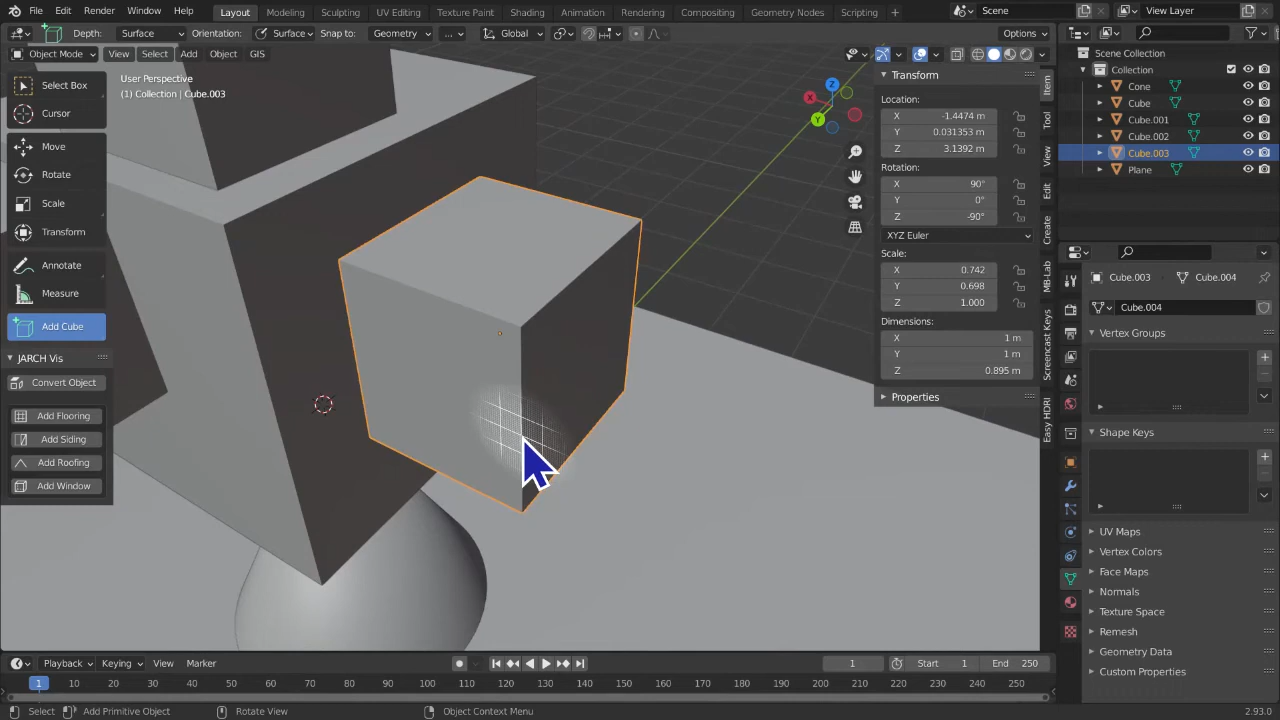 File Edit Render Window Help Layout Modeling Sculpting UV Editing Texture Paint Shading Animation Rendering Compositing Geometry Nodes Scripting + Scene View Layer
Depth: Surface Orientation: Surface Snap to: Geometry ... Global Options
Object Mode View Select Add Object GIS
User Perspective
(1) Collection | Cube.003
Select Box
Cursor
Move
Rotate
Scale
Transform
Annotate
Measure
Add Cube
JARCH Vis
Convert Object
Add Flooring
Add Siding
Add Roofing
Add Window
X
Y
Z
Transform
Location:
X -1.4474 m
Y 0.031353 m
Z 3.1392 m
Rotation:
X 90°
Y 0°
Z -90°
XYZ Euler
Scale:
X 0.742
Y 0.698
Z 1.000
Dimensions:
X 1 m
Y 1 m
Z 0.895 m
Properties
Item
Tool
View
Edit
Create
MB-Lab
Screencast Keys
Easy HDRI
Scene Collection
Collection
Cone
Cube
Cube.001
Cube.002
Cube.003
Plane
Cube.003 Cube.004
Cube.004
Vertex Groups
Shape Keys
UV Maps
Vertex Colors
Face Maps
Normals
Texture Space
Remesh
Geometry Data
Custom Properties
Playback Keying View Marker 1 Start 1 End 250
1 10 20 30 40 50 60 70 80 90 100 110 120 130 140 150 160 170 180 190 200 210 220 230 240 250
Select Add Primitive Object Rotate View Object Context Menu 2.93.0